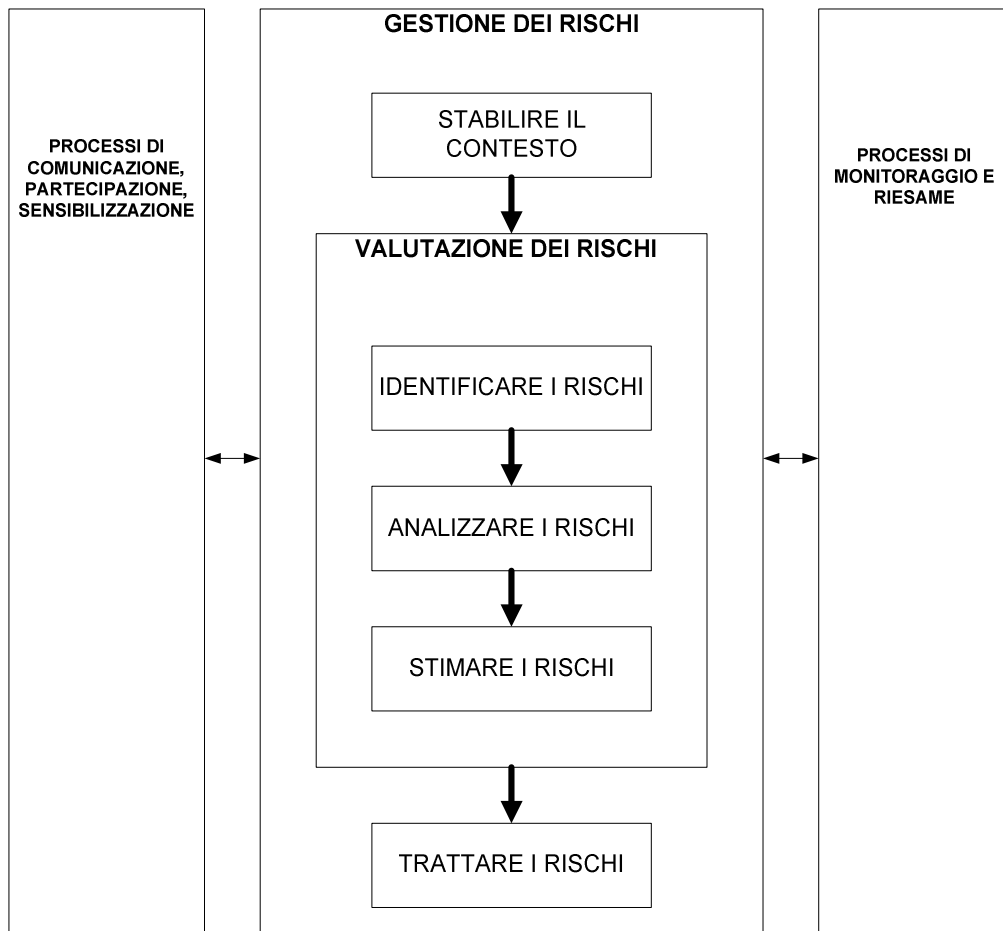 GESTIONE DEI RISCHI
STABILIRE IL
CONTESTO
PROCESSI DI
COMUNICAZIONE,
PARTECIPAZIONE,
SENSIBILIZZAZIONE
PROCESSI DI
MONITORAGGIO E
RIESAME
VALUTAZIONE DEI RISCHI
IDENTIFICARE I RISCHI
ANALIZZARE I RISCHI
STIMARE I RISCHI
TRATTARE I RISCHI